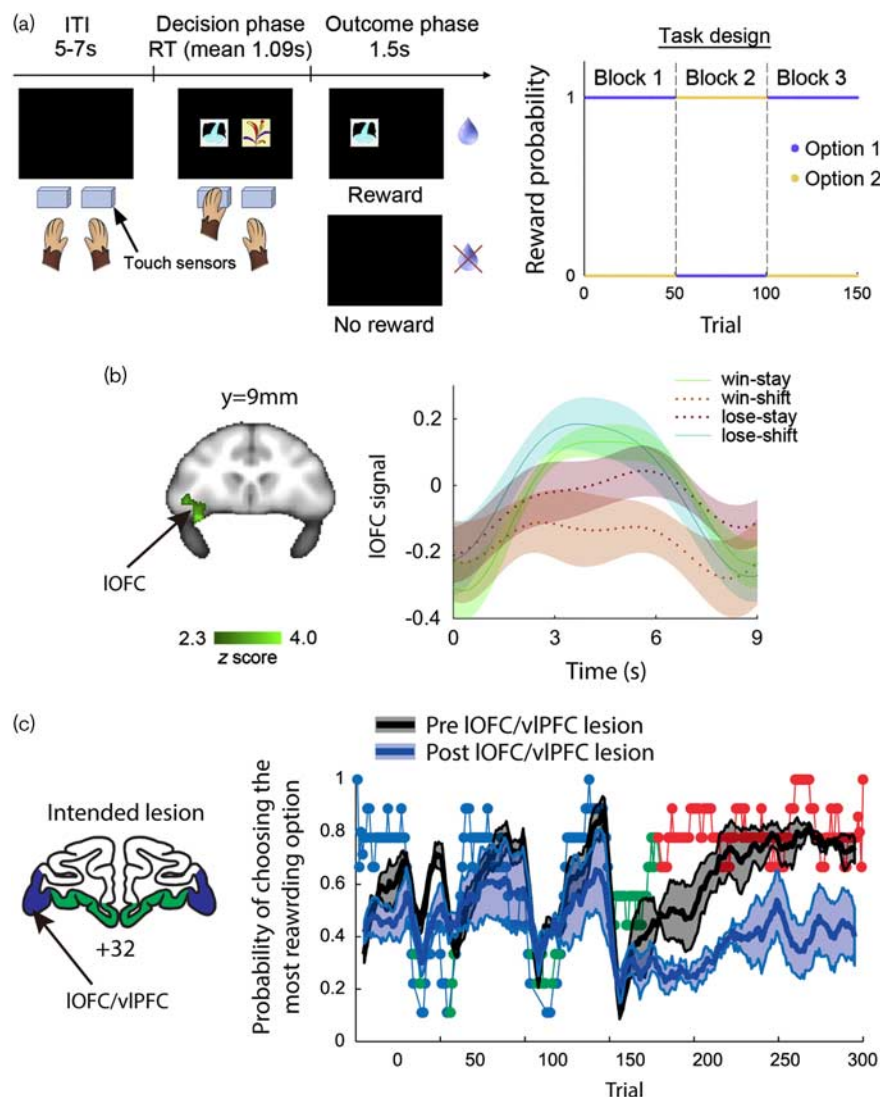 (a)
ITI
5-7s
Decision phase
RT (mean 1.09s)
Outcome phase
1.5s
Touch sensors
Reward
No reward
Task design
Block 1
Block 2
Block 3
Reward probability
1
0
Option 1
Option 2
0
50
100
150
Trial
(b)
y=9mm
lOFC
2.3
4.0
z score
lOFC signal
0.2
0
-0.2
-0.4
win-stay
win-shift
lose-stay
lose-shift
0
3
6
9
Time (s)
(c)
Intended lesion
+32
lOFC/vlPFC
Pre lOFC/vlPFC lesion
Post lOFC/vlPFC lesion
Probability of choosing the
most reawrding option
1
0.8
0.6
0.4
0.2
0
0
50
100
150
200
250
300
Trial